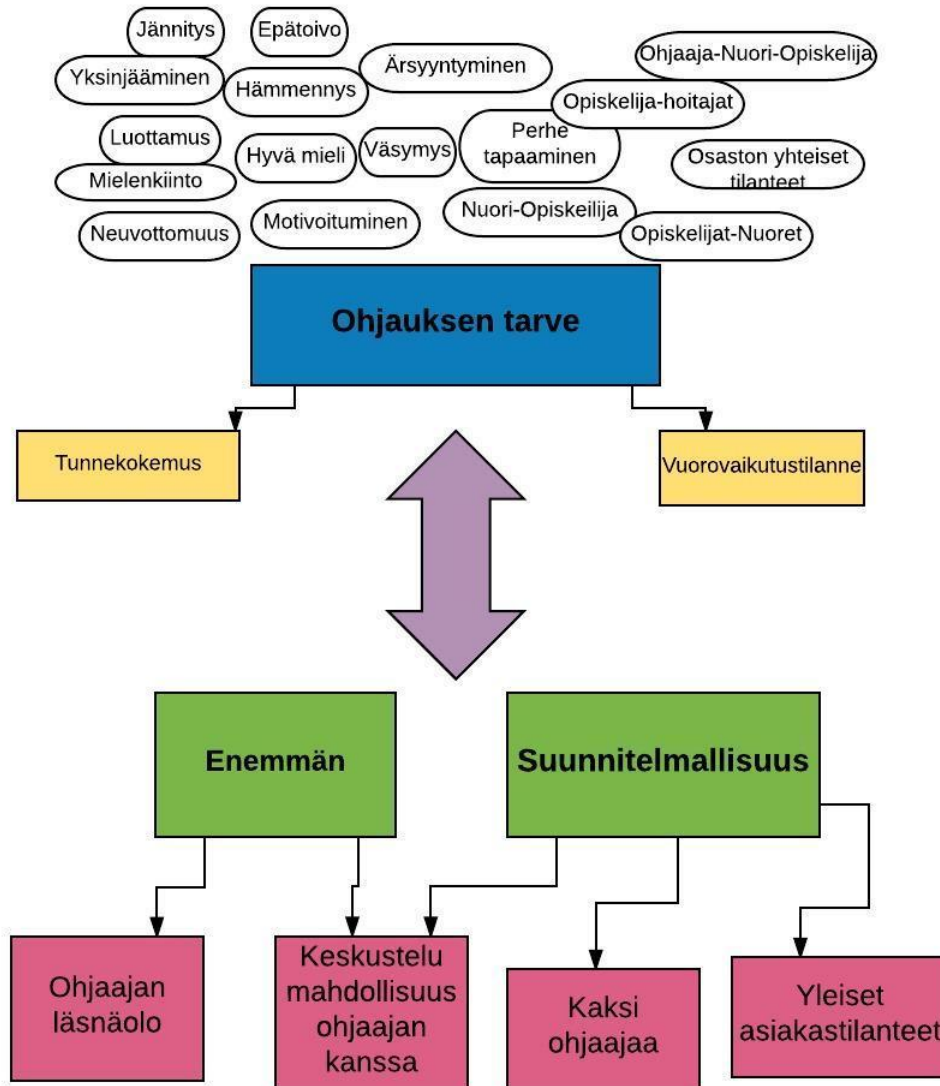 Jännitys
Epätoivo
Ärsyyntyminen
Ohjaaja-Nuori-Opiskelija
Yksinjääminen
Hämmennys
Opiskelija-hoitajat
Luottamus
Hyvä mieli
Väsymys
Perhe
tapaaminen
Osaston yhteiset
tilanteet
Mielenkiinto
Neuvottomuus
Motivoituminen
Nuori-Opiskeilija
Opiskelijat-Nuoret
Ohjauksen tarve
Tunnekokemus
Vuorovaikutustilanne
Enemmän
Suunnitelmallisuus
Ohjaajan
läsnäolo
Keskustelu
mahdollisuus
ohjaajan
kanssa
Kaksi
ohjaajaa
Yleiset
asiakastilanteet